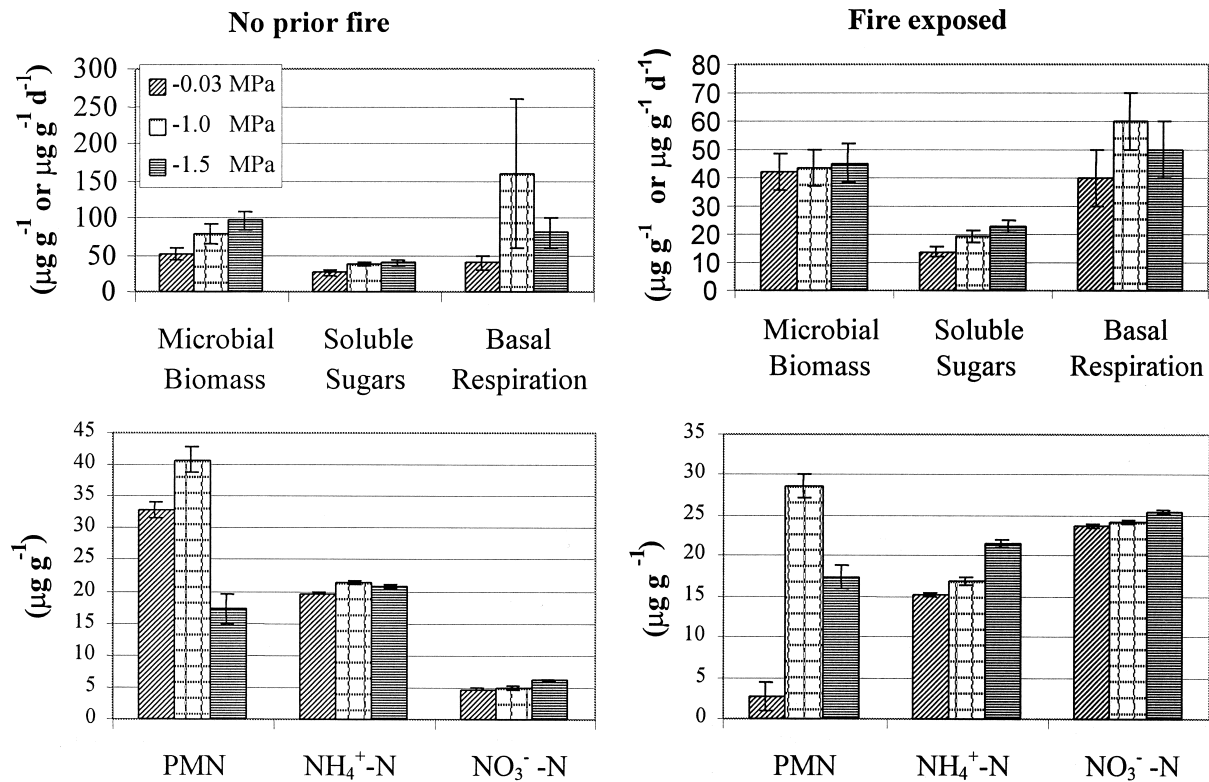 No prior fire
Fire exposed
(µg g⁻¹ or µg g⁻¹ d⁻¹)
300
250
200
150
100
50
0
-0.03 MPa
-1.0 MPa
-1.5 MPa
Microbial
Biomass
Soluble
Sugars
Basal
Respiration
(µg g⁻¹ or µg g⁻¹ d⁻¹)
80
70
60
50
40
30
20
10
0
Microbial
Biomass
Soluble
Sugars
Basal
Respiration
(µg g⁻¹)
45
40
35
30
25
20
15
10
5
0
PMN
NH₄⁺-N
NO₃⁻ -N
(µg g⁻¹)
35
30
25
20
15
10
5
0
PMN
NH₄⁺-N
NO₃⁻ -N